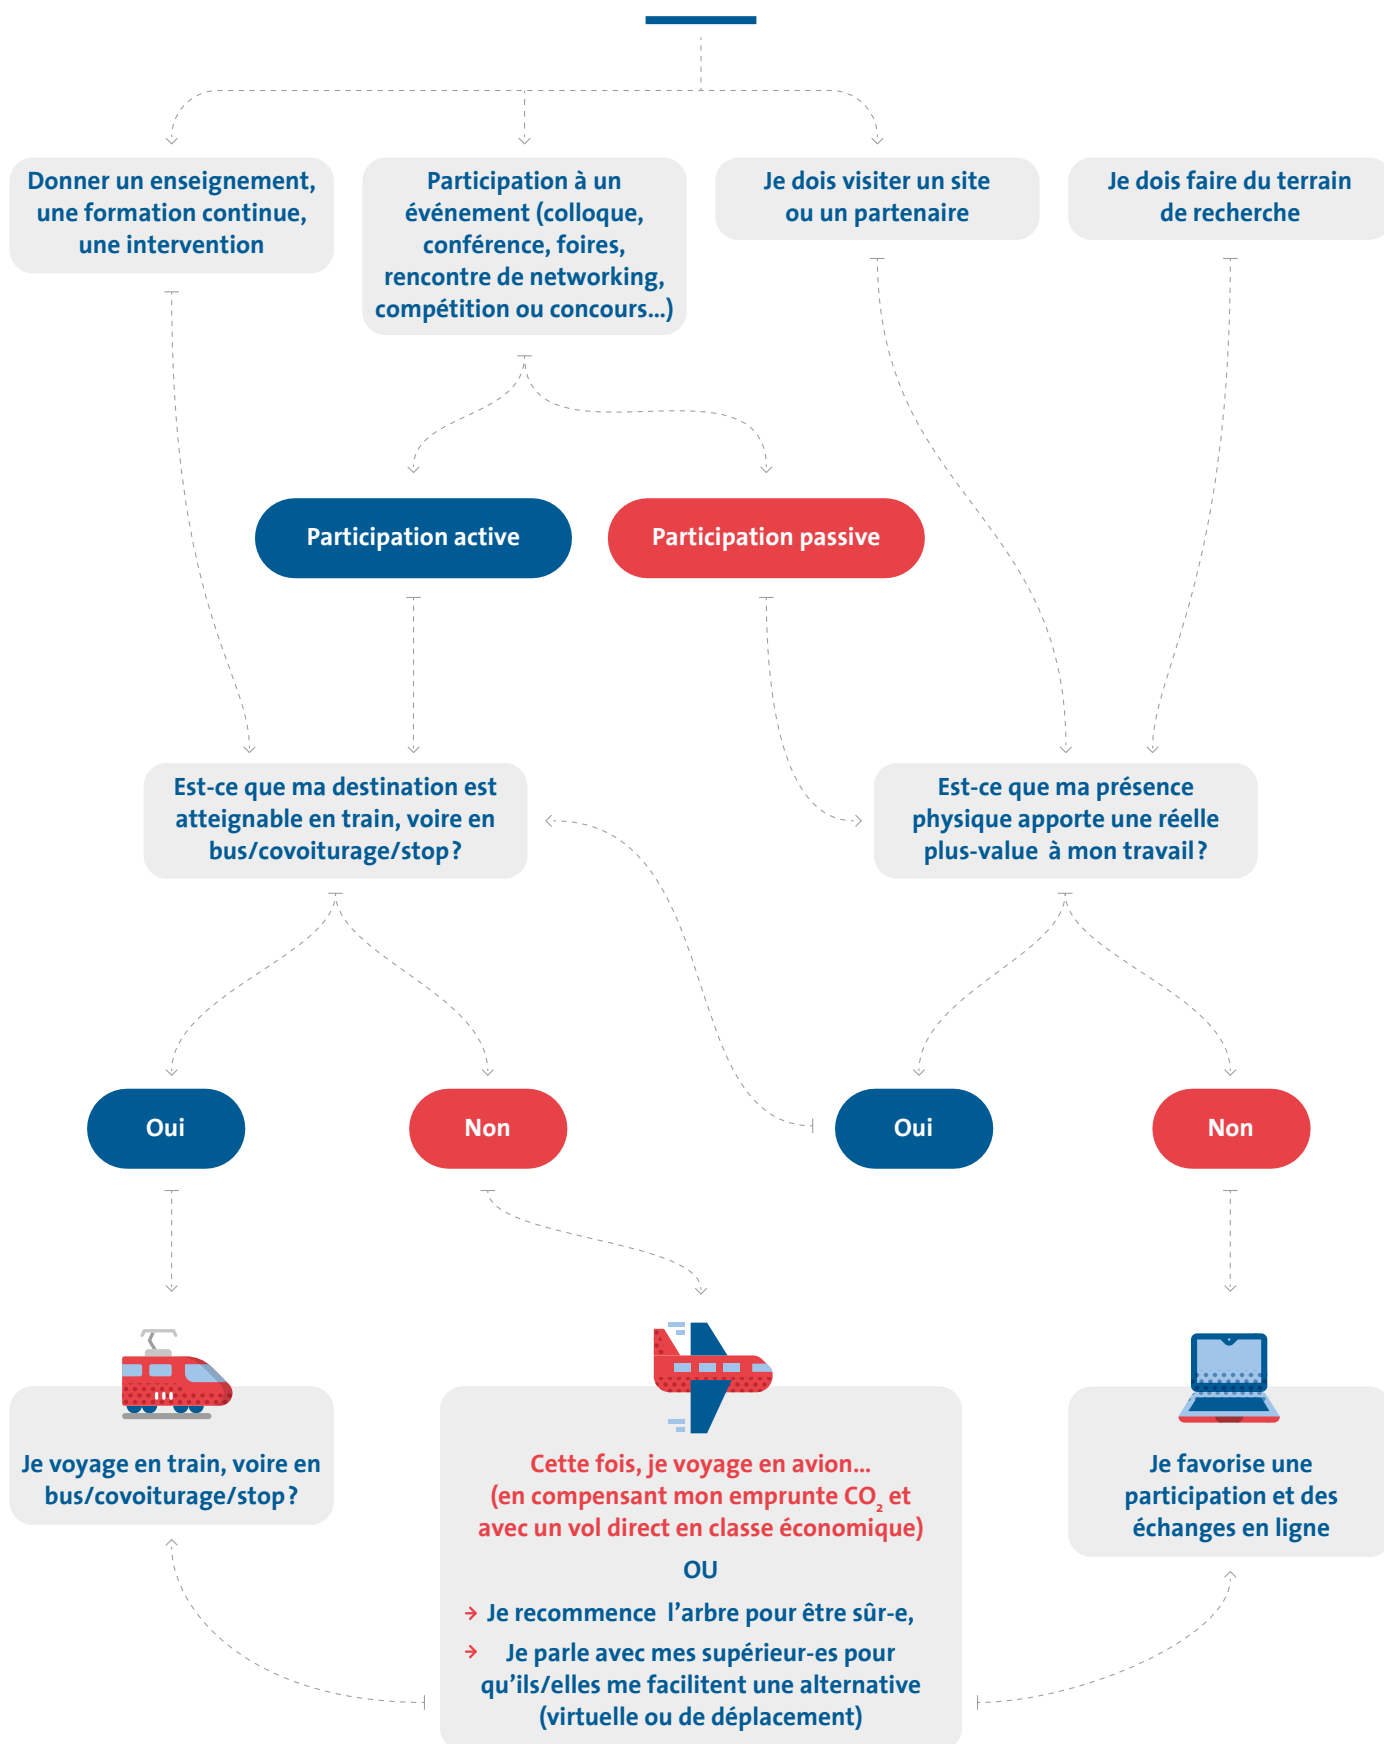 Donner un enseignement,
une formation continue,
une intervention
Participation à un
événement (colloque,
conférence, foires,
rencontre de networking,
compétition ou concours...)
Je dois visiter un site
ou un partenaire
Je dois faire du terrain
de recherche
Participation active
Participation passive
Est-ce que ma destination est
atteignable en train, voire en
bus/covoiturage/stop ?
Est-ce que ma présence
physique apporte une réelle
plus-value à mon travail ?
Oui
Non
Oui
Non
Je voyage en train, voire en
bus/covoiturage/stop ?
Cette fois, je voyage en avion...
(en compensant mon emprunte CO₂ et
avec un vol direct en classe économique)
OU
→ Je recommence l'arbre pour être sûr-e,
→ Je parle avec mes supérieur-es pour
qu'ils/elles me facilitent une alternative
(virtuelle ou de déplacement)
Je favorise une
participation et des
échanges en ligne